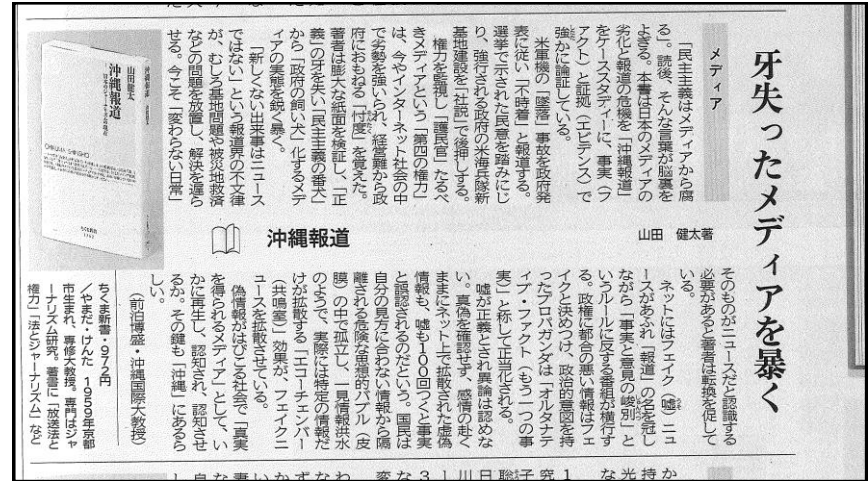 牙失ったメディアを暴く
メディア
「民主主義はメディアから腐
る」。読後、そんな言葉が脳裏を
よぎる。本書は日本のメディアの
劣化と報道の危機を「沖縄報道」
をケーススタディーに、事実(フ
ァクト)と証拠(エビデンス)で
強かに論証している。
米軍機の「墜落」事故を政府発
表に従い「不時着」と報道する。
選挙で示された民意を踏みにじ
り、強行される政府の米海兵隊新
基地建設を「社説」で後押しする。
権力を監視し「護民官」たるべ
きメディアという「第四の権力」
は、今やインターネット社会の中
で劣勢を強いられ、経営難から政
府におもねる「忖度」を覚えた。
著者は膨大な紙面を検証し、「正
義」の牙を失い「民主主義の番犬」
から「政府の飼い犬」化するメデ
ィアの実態を鋭く暴く。
「新しくない出来事はニュース
ではない」という報道界の不文律
が、むしろ基地問題や被災地救済
などの問題を放置し、解決を遅ら
せる。今こそ「変わらない日常」
山田健太
沖縄報道
沖縄報道
山田 健太著
そのものがニュースだと認識する
必要があると著者は転換を促して
いる。
ネットにはフェイク(嘘)ニュ
ースがあふれ「報道」の名を冠し
ながら「事実と意見の峻別」と
いうルールに反する番組が横行す
る。政権に都合の悪い情報はフェ
イクと決めつけ、政治的意図を持
ったプロパガンダは「オルタナテ
ィブ・ファクト(もう一つの事
実)」と称して正当化される。
嘘が正義とされ異論は認めな
い。真偽を確認せず、感情の赴く
ままにネット上で拡散された虚偽
情報も、嘘も100回つくと事実
と誤認されるのだという。国民は
自分の見方に合わない情報から隔
離される危険な思想的バブル(皮
膜)の中で孤立し、一見情報洪水
のようで、実際には特定の情報だ
けが拡散する「エコーチェンバー
(共鳴室)」効果が、フェイクニ
ュースを拡散させている。
偽情報がはびこる社会で「真実
を得られるメディア」として、い
かに再生し、認知され、認知させ
るか。その鍵も「沖縄」にあるら
しい。
(前泊博盛・沖縄国際大教授)
ちくま新書・972円
/やまだ・けんた 1959年京都
市生まれ、専修大教授。専門はジャ
ーナリズム研究。著書に「放送法と
権力」「法とジャーナリズム」など